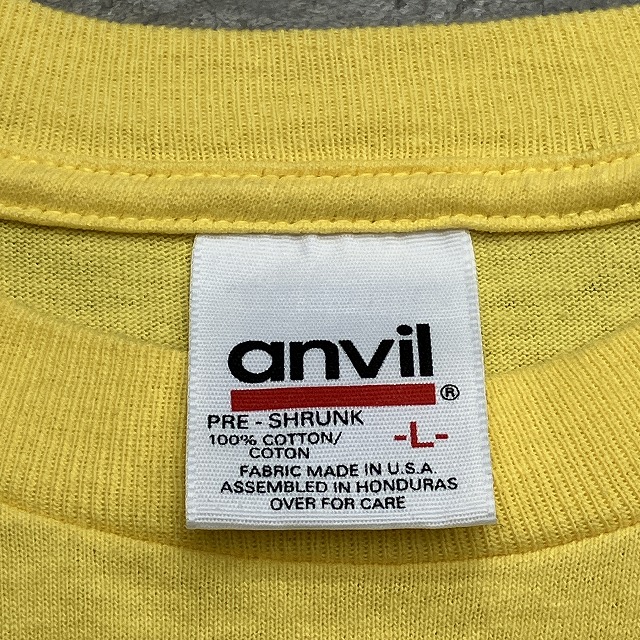 anvil ®
PRE - SHRUNK
100% COTTON/
COTON
-L-
FABRIC MADE IN U.S.A.
ASSEMBLED IN HONDURAS
OVER FOR CARE